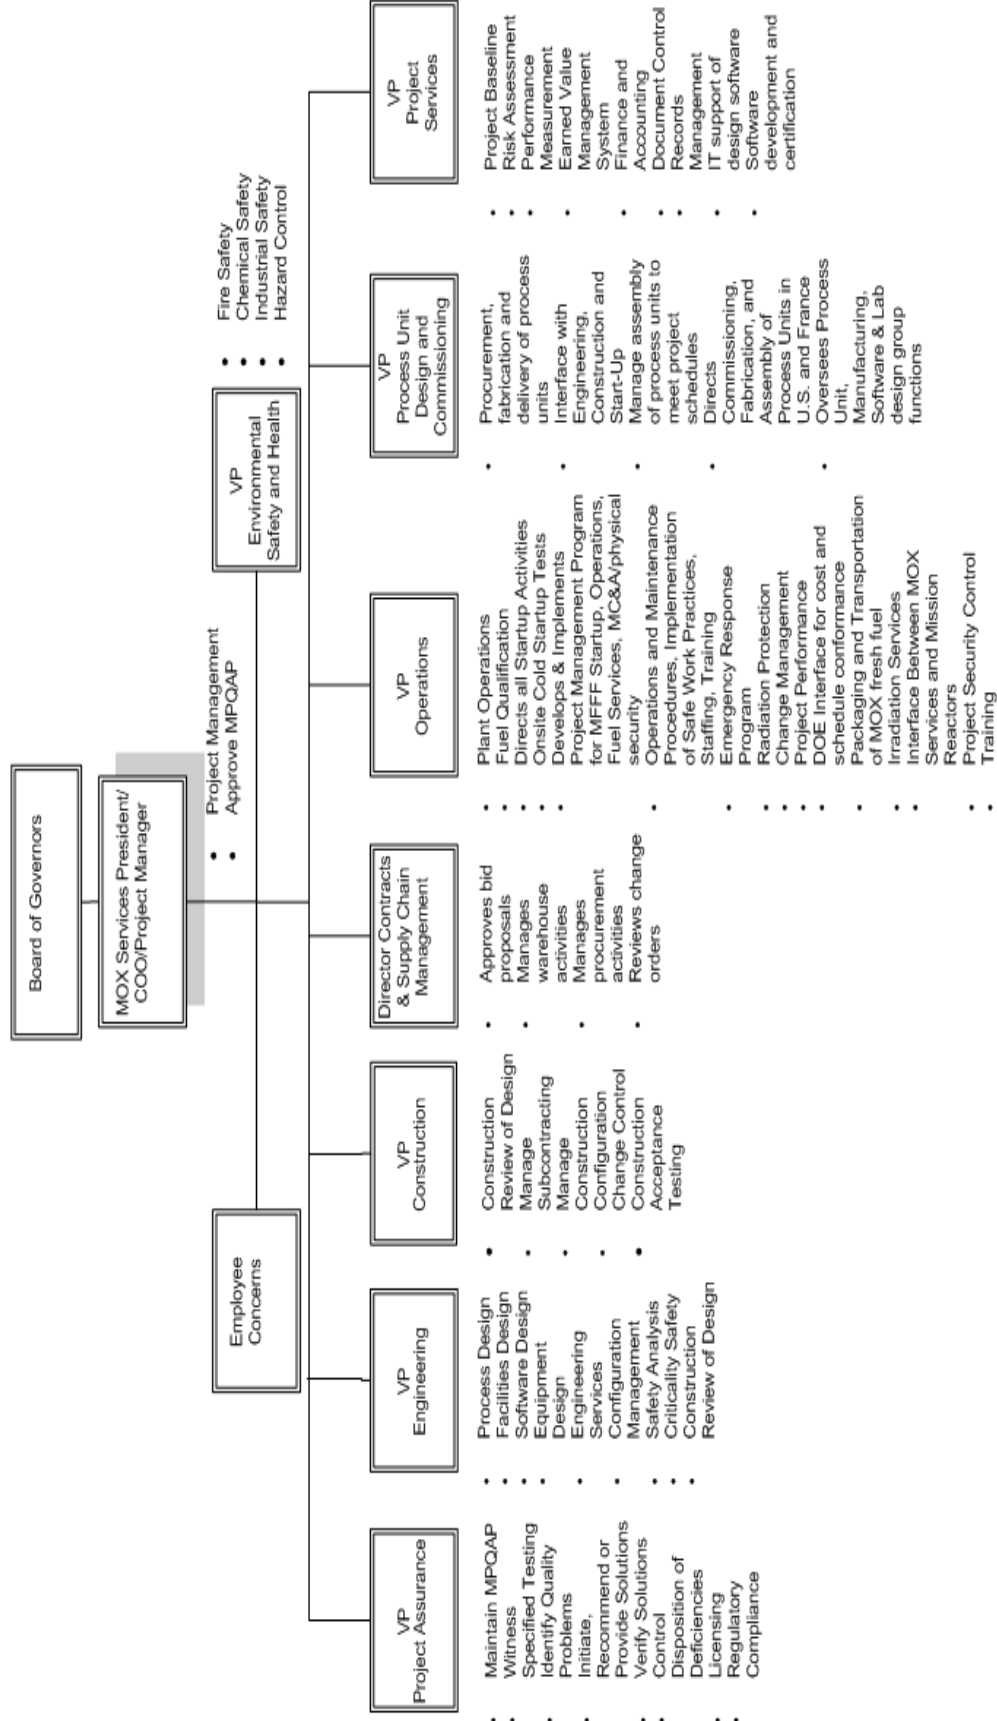 Board of Governors
MOX Services President/
COO/Project Manager
• Project Management
• Approve MPQAP
Employee
Concerns
VP
Environmental
Safety and Health
• Fire Safety
• Chemical Safety
• Industrial Safety
• Hazard Control
VP
Project Assurance
• Maintain MPQAP
• Witness
Specified Testing
• Identify Quality
Problems
• Initiate,
Recommend or
Provide Solutions
• Verify Solutions
• Control
Disposition of
Deficiencies
• Licensing
• Regulatory
Compliance
VP
Engineering
• Process Design
• Facilities Design
• Software Design
• Equipment
Design
• Engineering
Services
• Configuration
Management
• Safety Analysis
• Criticality Safety
• Construction
Review of Design
VP
Construction
• Construction
Review of Design
• Manage
Subcontracting
• Manage
Construction
• Configuration
Change Control
• Construction
Acceptance
Testing
Director Contracts
& Supply Chain
Management
• Approves bid
proposals
• Manages
warehouse
activities
• Manages
procurement
activities
• Reviews change
orders
VP
Operations
• Plant Operations
• Fuel Qualification
• Directs all Startup Activities
• Onsite Cold Startup Tests
• Develops & Implements
Project Management Program
for MFFF Startup, Operations,
Fuel Services, MC&A/physical
security
• Operations and Maintenance
Procedures, Implementation
of Safe Work Practices,
Staffing, Training
• Emergency Response
Program
• Radiation Protection
• Change Management
• Project Performance
• DOE Interface for cost and
schedule conformance
• Packaging and Transportation
of MOX fresh fuel
• Irradiation Services
• Interface Between MOX
Services and Mission
Reactors
• Project Security Control
• Training
VP
Process Unit
Design and
Commissioning
• Procurement,
fabrication and
delivery of process
units
• Interface with
Engineering,
Construction and
Start-Up
• Manage assembly
of process units to
meet project
schedules
• Directs
Commissioning,
Fabrication, and
Assembly of
Process Units in
U.S. and France
• Oversees Process
Unit,
Manufacturing,
Software & Lab
design group
functions
VP
Project
Services
• Project Baseline
• Risk Assessment
• Performance
Measurement
• Earned Value
Management
System
• Finance and
Accounting
• Document Control
• Records
Management
• IT support of
design software
• Software
development and
certification